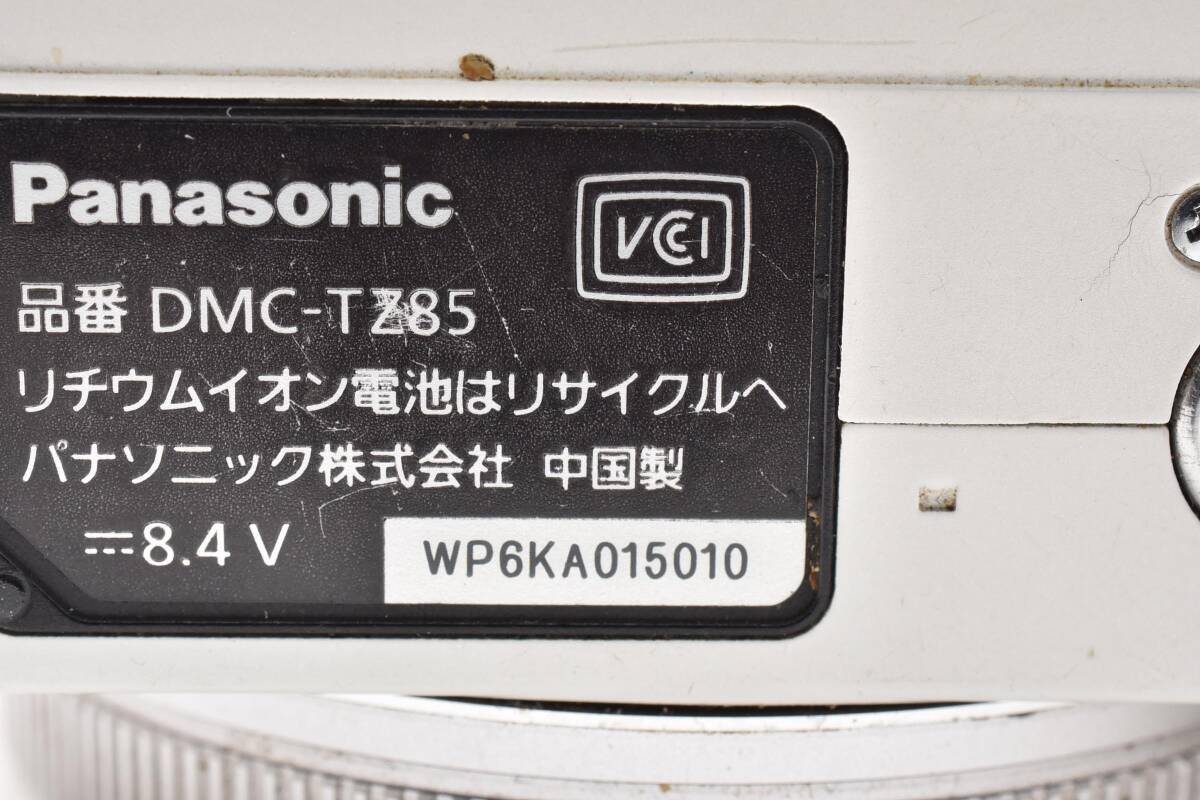 Panasonic
VCCI
品番 DMC-TZ85
リチウムイオン電池はリサイクルへ
パナソニック株式会社 中国製
⎓8.4 V
WP6KA015010